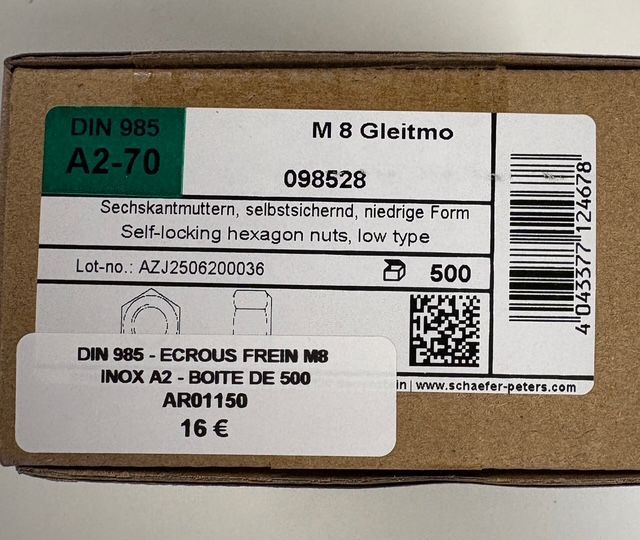 DIN 985
A2-70
M 8 Gleitmo
098528
Sechskantmuttern, selbstsichernd, niedrige Form
Self-locking hexagon nuts, low type
Lot-no.: AZJ2506200036
500
4 043377 124678
| www.schaefer-peters.com
DIN 985 - ECROUS FREIN M8
INOX A2 - BOITE DE 500
AR01150
16 €